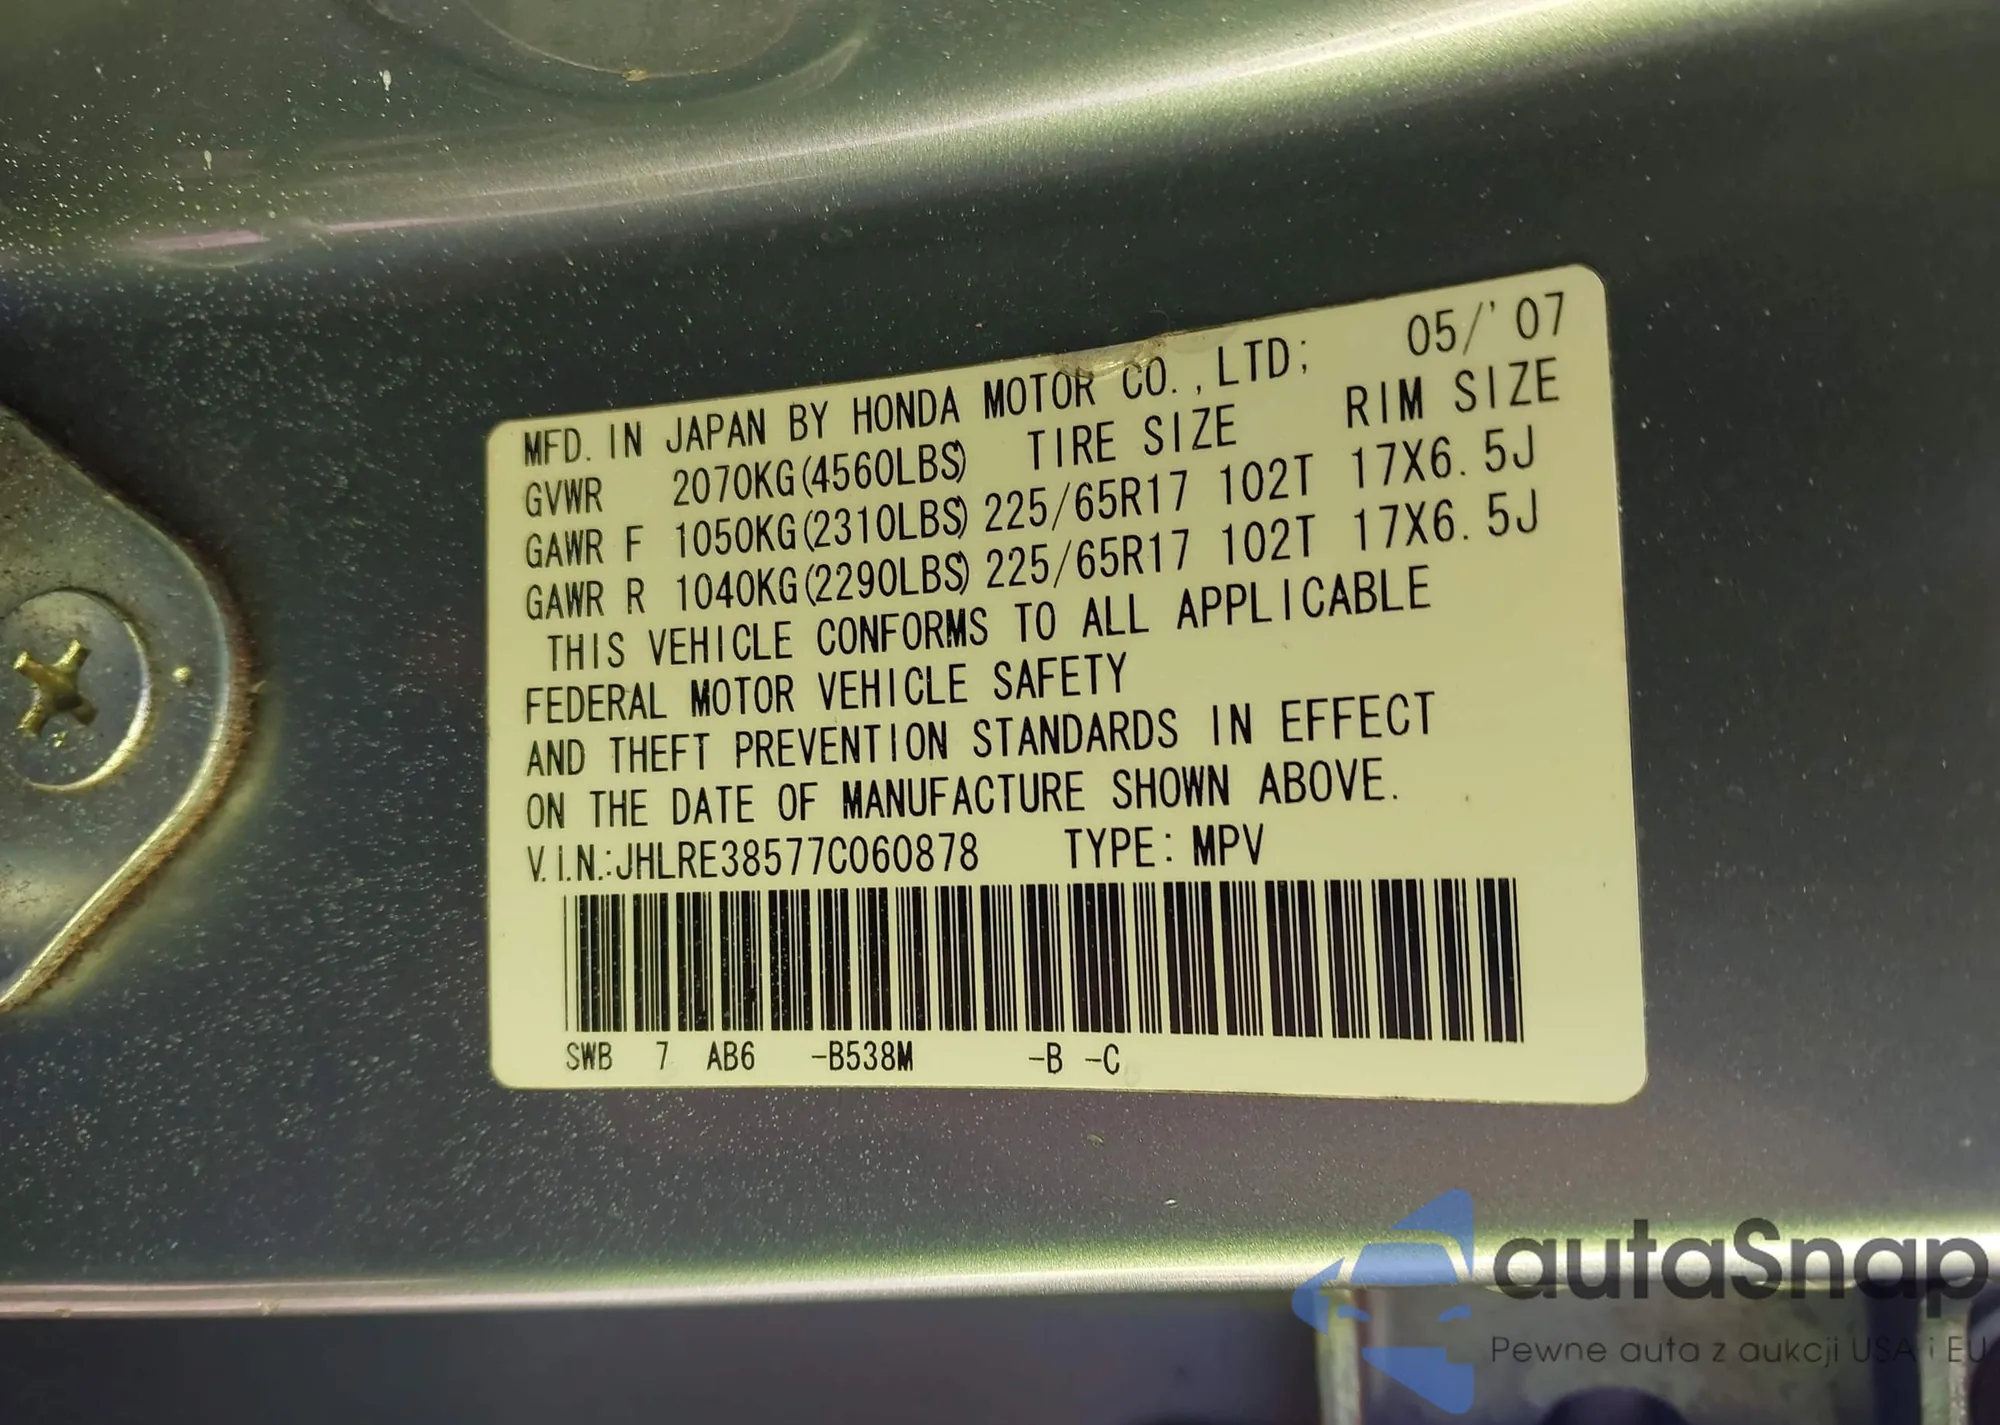 MFD. IN JAPAN BY HONDA MOTOR CO., LTD; 05/'07
GVWR 2070KG(4560LBS) TIRE SIZE RIM SIZE
GAWR F 1050KG(2310LBS) 225/65R17 102T 17X6.5J
GAWR R 1040KG(2290LBS) 225/65R17 102T 17X6.5J
THIS VEHICLE CONFORMS TO ALL APPLICABLE
FEDERAL MOTOR VEHICLE SAFETY
AND THEFT PREVENTION STANDARDS IN EFFECT
ON THE DATE OF MANUFACTURE SHOWN ABOVE.
V.I.N.:JHLRE38577C060878 TYPE: MPV
SWB 7 AB6 -B538M -B -C
autaSnap
Pewne auta z aukcji USA i EU